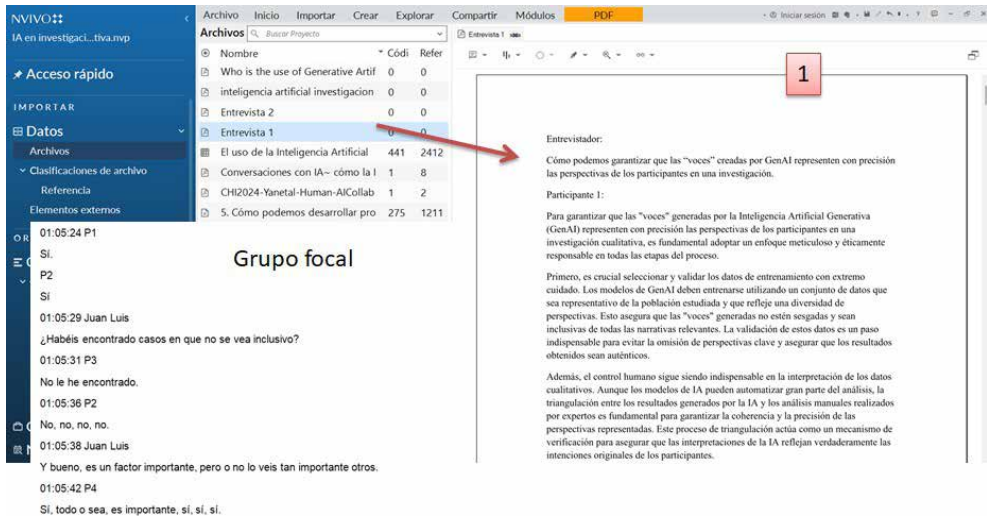 NVIVO
IA en investigaci...tiva.nvp
Acceso rápido
IMPORTAR
Datos
Archivos
Clasificaciones de archivo
Referencia
Elementos externos
Archivo Inicio Importar Crear Explorar Compartir Módulos PDF
Iniciar sesión
Archivos Buscar Proyecto
Nombre Códi Refer
Who is the use of Generative Artif 0 0
inteligencia artificial investigacion 0 0
Entrevista 2 0 0
Entrevista 1 0 0
El uso de la Inteligencia Artificial 441 2412
Conversaciones con IA~ cómo la I 1 8
CHI2024-Yanetal-Human-AICollab 1 2
5. Cómo podemos desarrollar pro 275 1211
Entrevista 1
1
Entrevistador:
Cómo podemos garantizar que las “voces” creadas por GenAI representen con precisión
las perspectivas de los participantes en una investigación.
Participante 1:
Para garantizar que las "voces" generadas por la Inteligencia Artificial Generativa
(GenAI) representen con precisión las perspectivas de los participantes en una
investigación cualitativa, es fundamental adoptar un enfoque meticuloso y éticamente
responsable en todas las etapas del proceso.
Primero, es crucial seleccionar y validar los datos de entrenamiento con extremo
cuidado. Los modelos de GenAI deben entrenarse utilizando un conjunto de datos que
sea representativo de la población estudiada y que refleje una diversidad de
perspectivas. Esto asegura que las "voces" generadas no estén sesgadas y sean
inclusivas de todas las narrativas relevantes. La validación de estos datos es un paso
indispensable para evitar la omisión de perspectivas clave y asegurar que los resultados
obtenidos sean auténticos.
Además, el control humano sigue siendo indispensable en la interpretación de los datos
cualitativos. Aunque los modelos de IA pueden automatizar gran parte del análisis, la
triangulación entre los resultados generados por la IA y los análisis manuales realizados
por expertos es fundamental para garantizar la coherencia y la precisión de las
perspectivas representadas. Este proceso de triangulación actúa como un mecanismo de
verificación para asegurar que las interpretaciones de la IA reflejan verdaderamente las
intenciones originales de los participantes.
Grupo focal
01:05:24 P1
Sí.
P2
Sí
01:05:29 Juan Luis
¿Habéis encontrado casos en que no se vea inclusivo?
01:05:31 P3
No le he encontrado.
01:05:36 P2
No, no, no, no.
01:05:38 Juan Luis
Y bueno, es un factor importante, pero o no lo veis tan importante otros.
01:05:42 P4
Sí, todo o sea, es importante, sí, sí, sí.